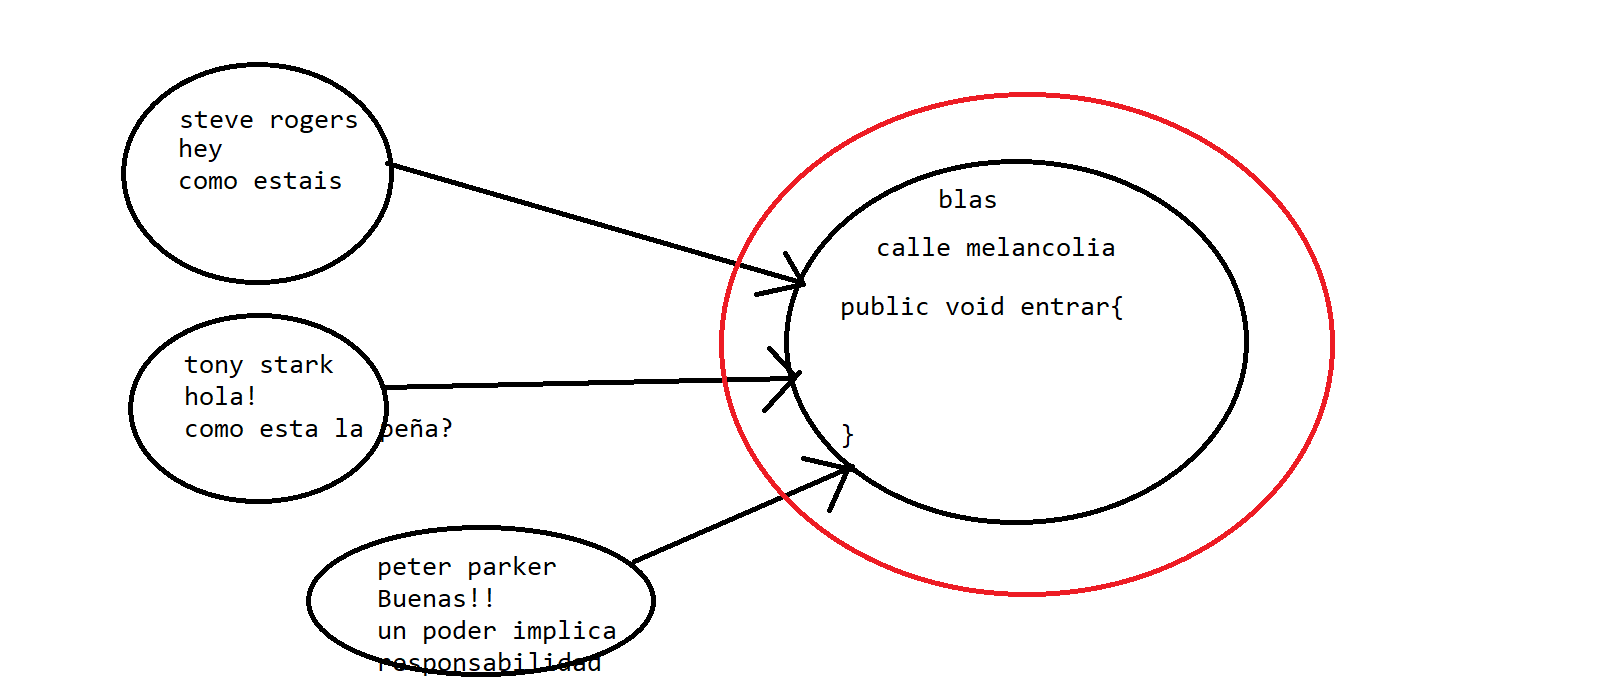 steve rogers
hey
como estais
tony stark
hola!
como esta la peña?
peter parker
Buenas!!
un poder implica
responsabilidad
blas
calle melancolia
public void entrar{
}